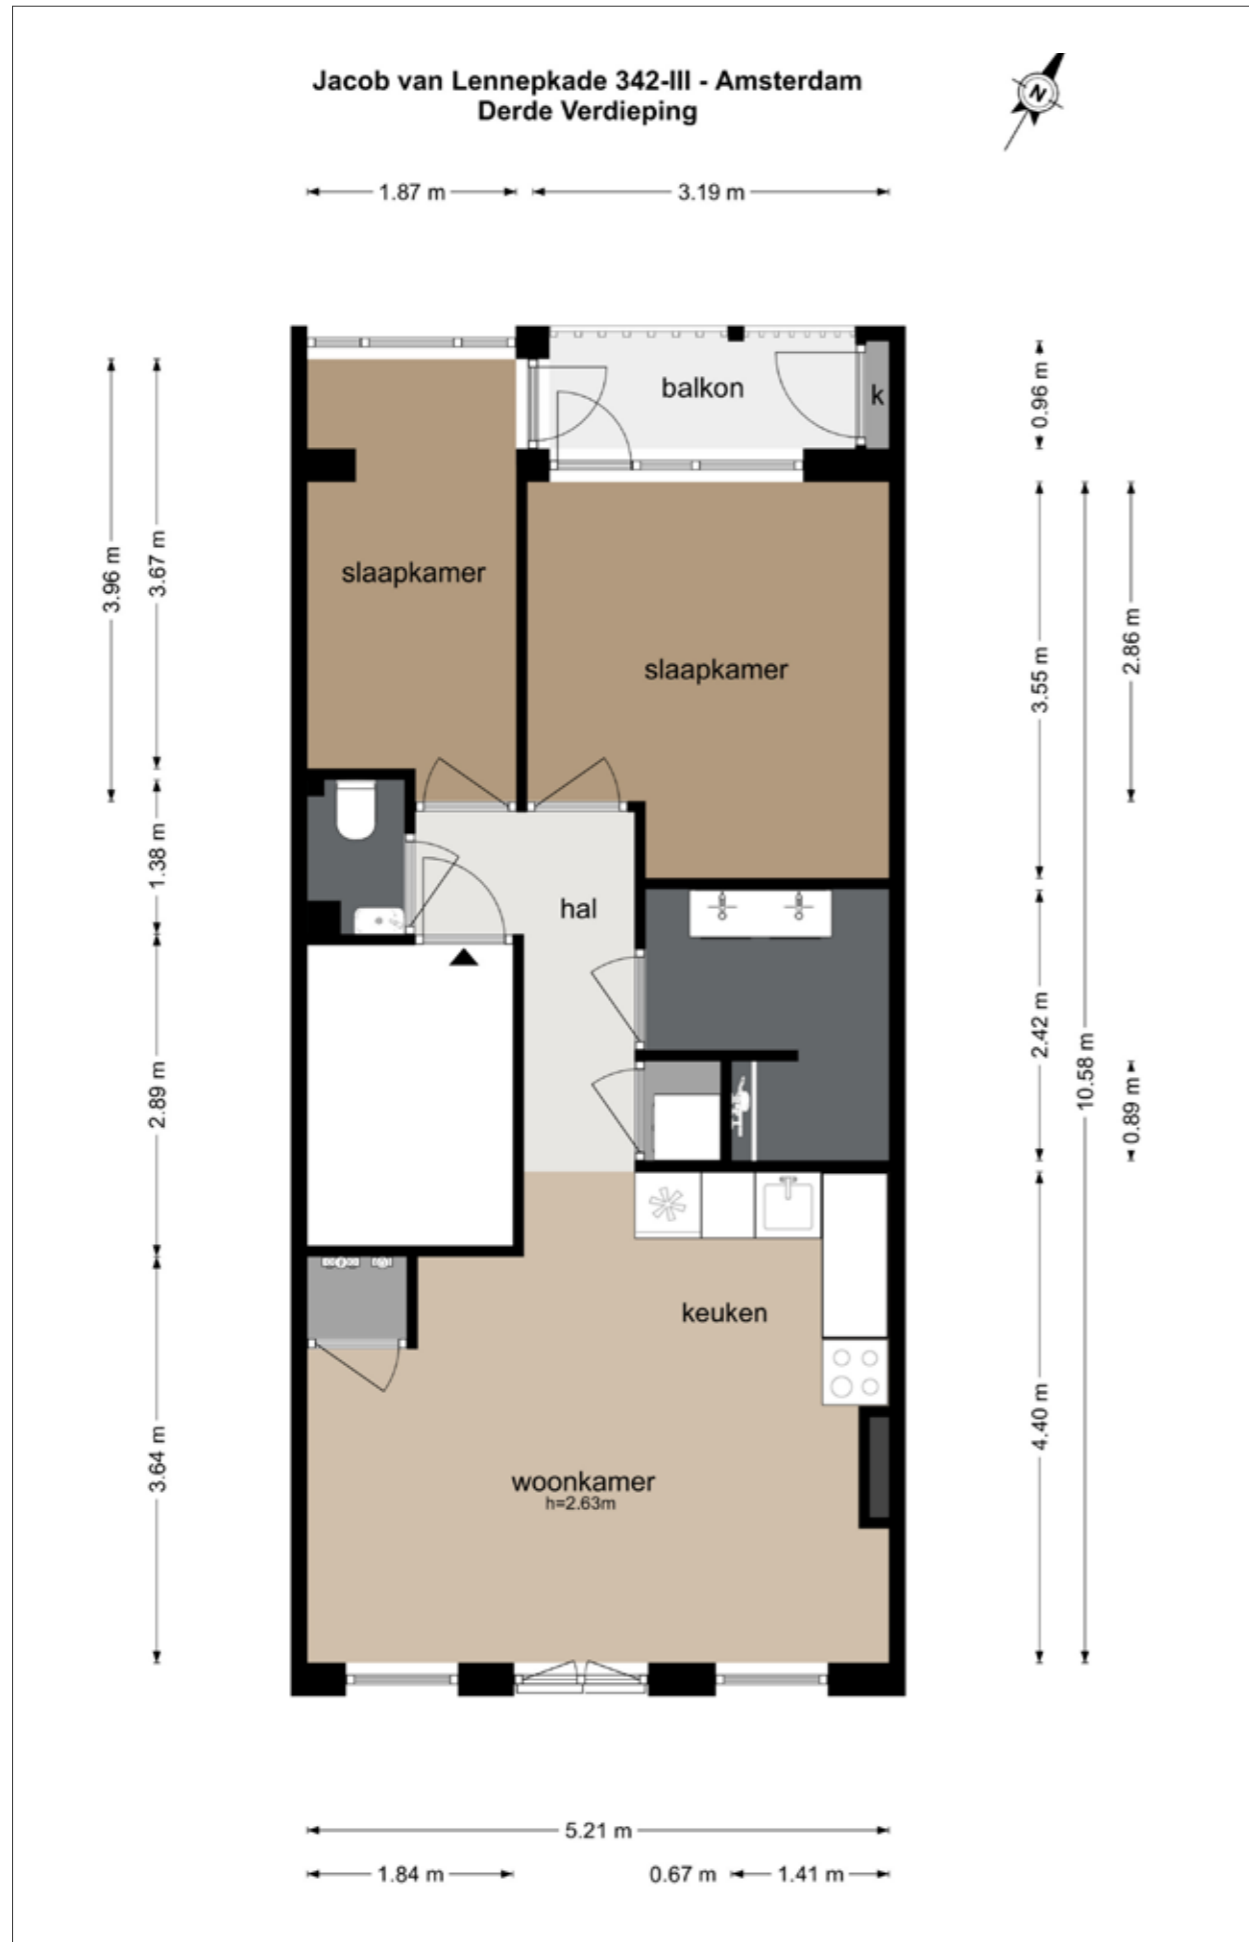 Jacob van Lennepkade 342-III - Amsterdam
Derde Verdieping
N
1.87 m
3.19 m
balkon
k
0.96 m
3.96 m
3.67 m
slaapkamer
slaapkamer
3.55 m
2.86 m
1.38 m
hal
2.42 m
10.58 m
0.89 m
2.89 m
keuken
4.40 m
3.64 m
woonkamer
h=2.63m
5.21 m
1.84 m
0.67 m
1.41 m